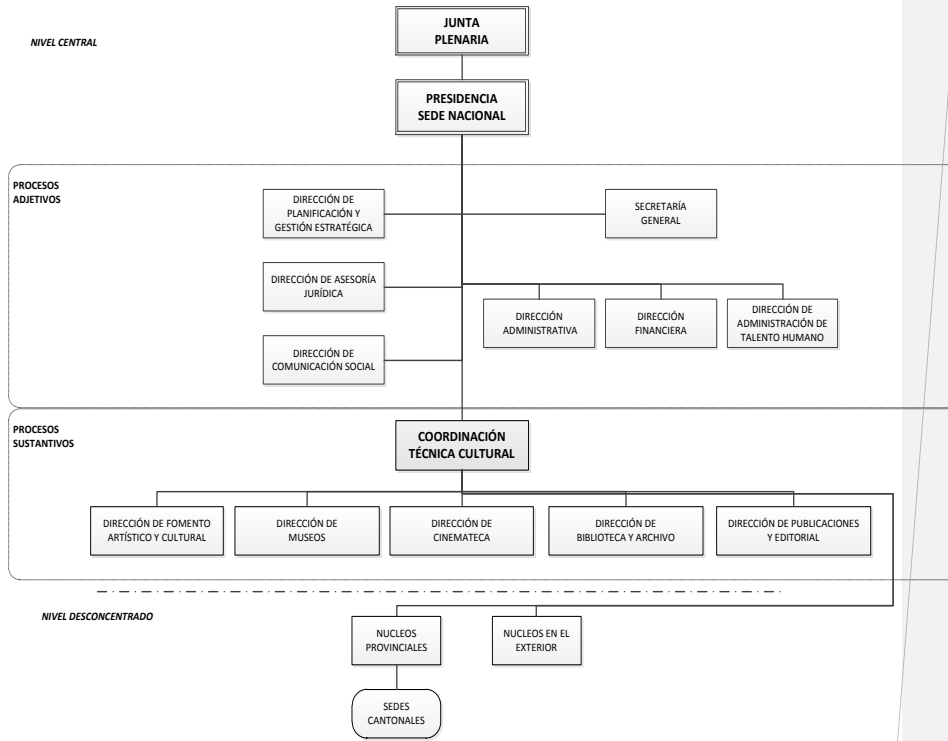 JUNTA
PLENARIA
NIVEL CENTRAL
PRESIDENCIA
SEDE NACIONAL
PROCESOS
ADJETIVOS
DIRECCIÓN DE
PLANIFICACIÓN Y
GESTIÓN ESTRATÉGICA
SECRETARÍA
GENERAL
DIRECCIÓN DE ASESORÍA
JURÍDICA
DIRECCIÓN
ADMINISTRATIVA
DIRECCIÓN
FINANCIERA
DIRECCIÓN DE
ADMINISTRACIÓN DE
TALENTO HUMANO
DIRECCIÓN DE
COMUNICACIÓN SOCIAL
PROCESOS
SUSTANTIVOS
COORDINACIÓN
TÉCNICA CULTURAL
DIRECCIÓN DE FOMENTO
ARTÍSTICO Y CULTURAL
DIRECCIÓN DE
MUSEOS
DIRECCIÓN DE
CINEMATECA
DIRECCIÓN DE
BIBLIOTECA Y ARCHIVO
DIRECCIÓN DE PUBLICACIONES
Y EDITORIAL
NIVEL DESCONCENTRADO
NUCLEOS
PROVINCIALES
NUCLEOS EN EL
EXTERIOR
SEDES
CANTONALES